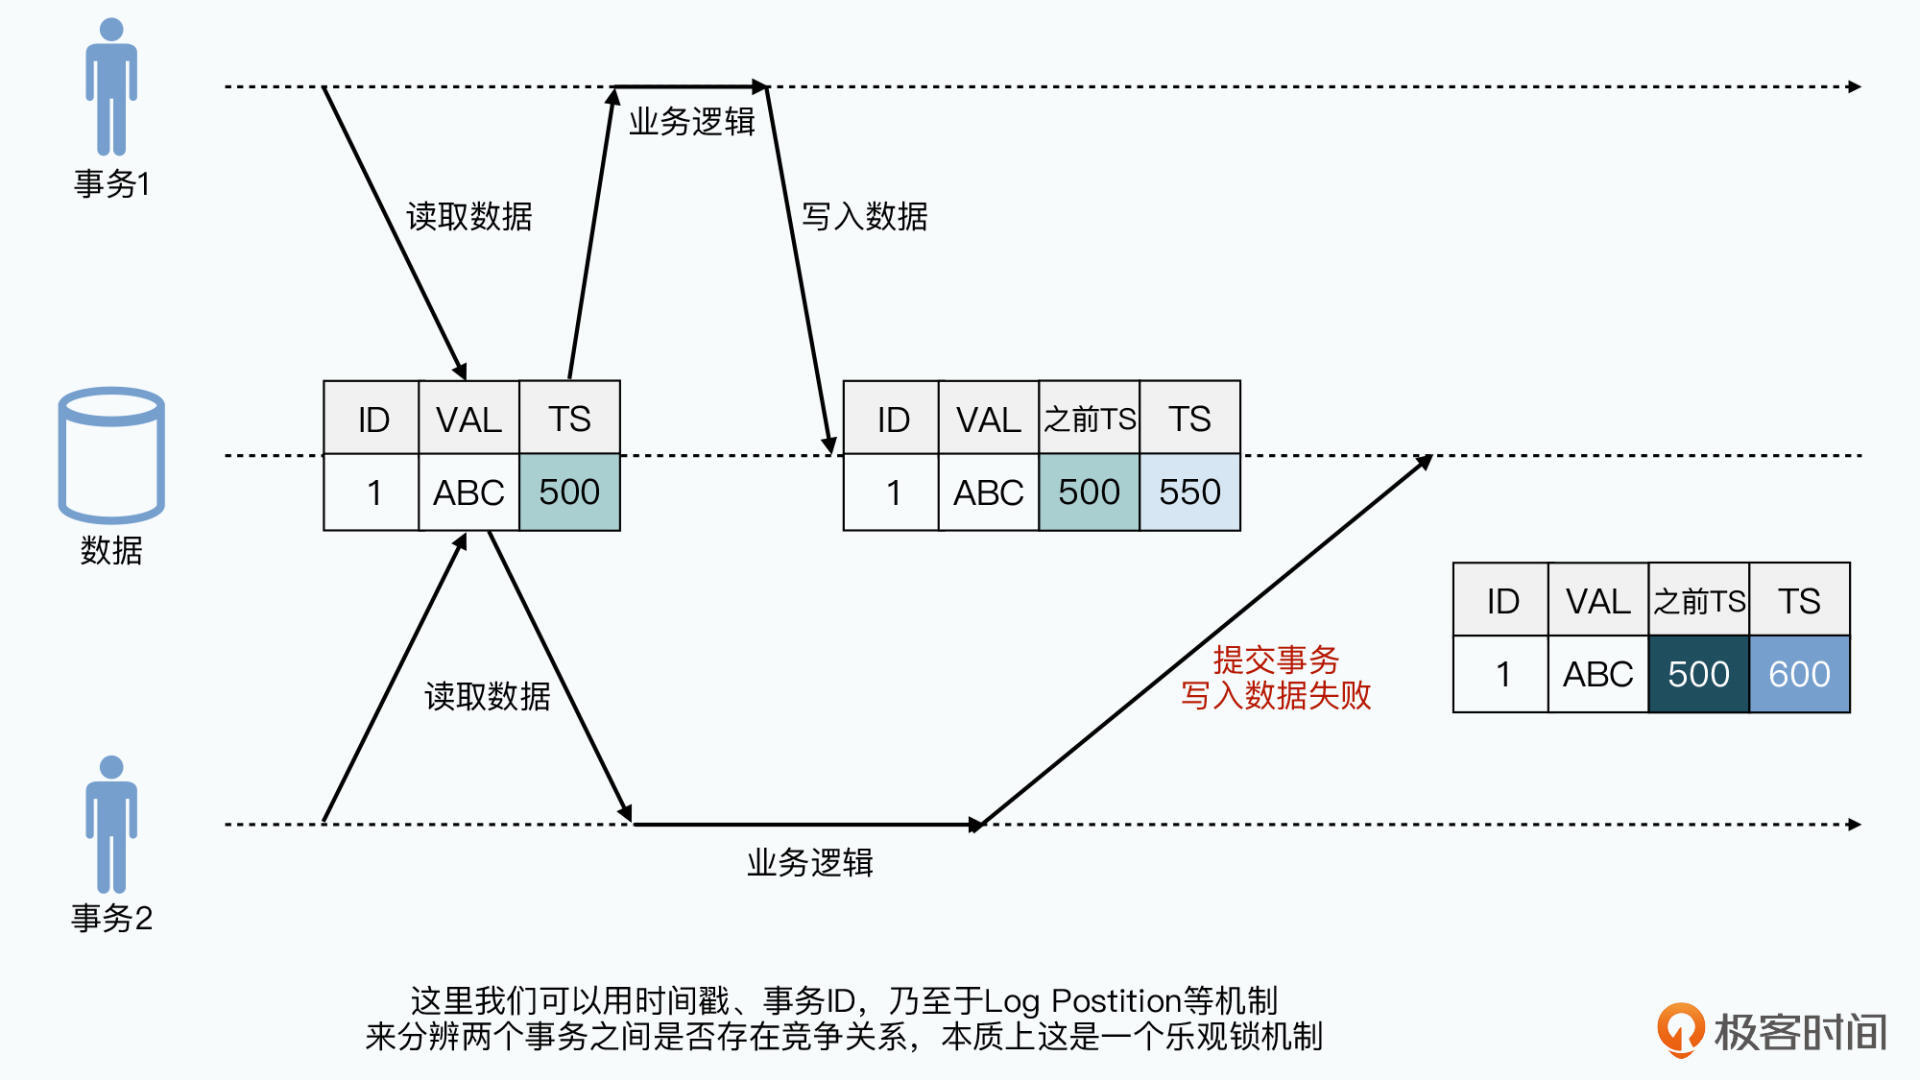 业务逻辑
事务1
读取数据
写入数据
ID VAL TS
1 ABC 500
ID VAL 之前TS TS
1 ABC 500 550
数据
ID VAL 之前TS TS
1 ABC 500 600
提交事务
写入数据失败
读取数据
业务逻辑
事务2
这里我们可以用时间戳、事务ID，乃至于Log Postition等机制
来分辨两个事务之间是否存在竞争关系，本质上这是一个乐观锁机制
极客时间